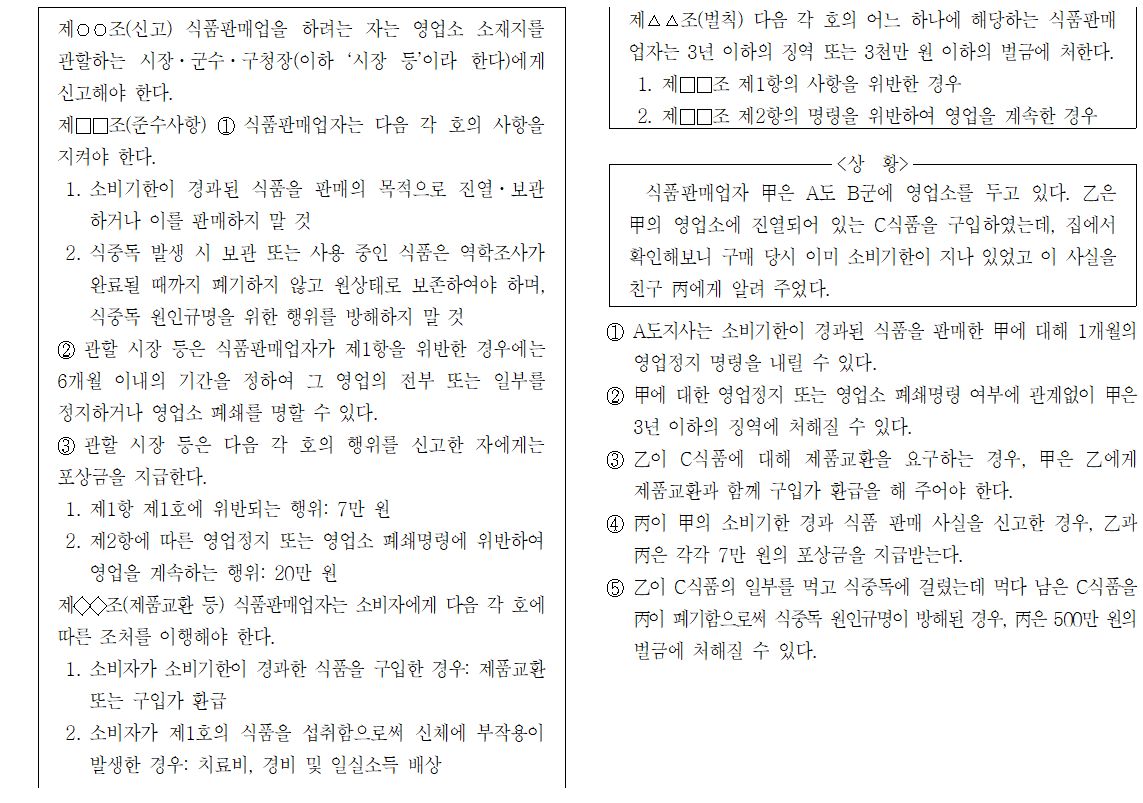 제○○조(신고) 식품판매업을 하려는 자는 영업소 소재지를
관할하는 시장･군수･구청장(이하 ‘시장 등’이라 한다)에게
신고해야 한다.
제□□조(준수사항) ① 식품판매업자는 다음 각 호의 사항을
지켜야 한다.
1. 소비기한이 경과된 식품을 판매의 목적으로 진열･보관
하거나 이를 판매하지 말 것
2. 식중독 발생 시 보관 또는 사용 중인 식품은 역학조사가
완료될 때까지 폐기하지 않고 원상태로 보존하여야 하며,
식중독 원인규명을 위한 행위를 방해하지 말 것
② 관할 시장 등은 식품판매업자가 제1항을 위반한 경우에는
6개월 이내의 기간을 정하여 그 영업의 전부 또는 일부를
정지하거나 영업소 폐쇄를 명할 수 있다.
③ 관할 시장 등은 다음 각 호의 행위를 신고한 자에게는
포상금을 지급한다.
1. 제1항 제1호에 위반되는 행위: 7만 원
2. 제2항에 따른 영업정지 또는 영업소 폐쇄명령에 위반하여
영업을 계속하는 행위: 20만 원
제◇◇조(제품교환 등) 식품판매업자는 소비자에게 다음 각 호에
따른 조처를 이행해야 한다.
1. 소비자가 소비기한이 경과한 식품을 구입한 경우: 제품교환
또는 구입가 환급
2. 소비자가 제1호의 식품을 섭취함으로써 신체에 부작용이
발생한 경우: 치료비, 경비 및 일실소득 배상
제△△조(벌칙) 다음 각 호의 어느 하나에 해당하는 식품판매
업자는 3년 이하의 징역 또는 3천만 원 이하의 벌금에 처한다.
1. 제□□조 제1항의 사항을 위반한 경우
2. 제□□조 제2항의 명령을 위반하여 영업을 계속한 경우
<상 황>
식품판매업자 甲은 A도 B군에 영업소를 두고 있다. 乙은
甲의 영업소에 진열되어 있는 C식품을 구입하였는데, 집에서
확인해보니 구매 당시 이미 소비기한이 지나 있었고 이 사실을
친구 丙에게 알려 주었다.
① A도지사는 소비기한이 경과된 식품을 판매한 甲에 대해 1개월의
영업정지 명령을 내릴 수 있다.
② 甲에 대한 영업정지 또는 영업소 폐쇄명령 여부에 관계없이 甲은
3년 이하의 징역에 처해질 수 있다.
③ 乙이 C식품에 대해 제품교환을 요구하는 경우, 甲은 乙에게
제품교환과 함께 구입가 환급을 해 주어야 한다.
④ 丙이 甲의 소비기한 경과 식품 판매 사실을 신고한 경우, 乙과
丙은 각각 7만 원의 포상금을 지급받는다.
⑤ 乙이 C식품의 일부를 먹고 식중독에 걸렸는데 먹다 남은 C식품을
丙이 폐기함으로써 식중독 원인규명이 방해된 경우, 丙은 500만 원의
벌금에 처해질 수 있다.